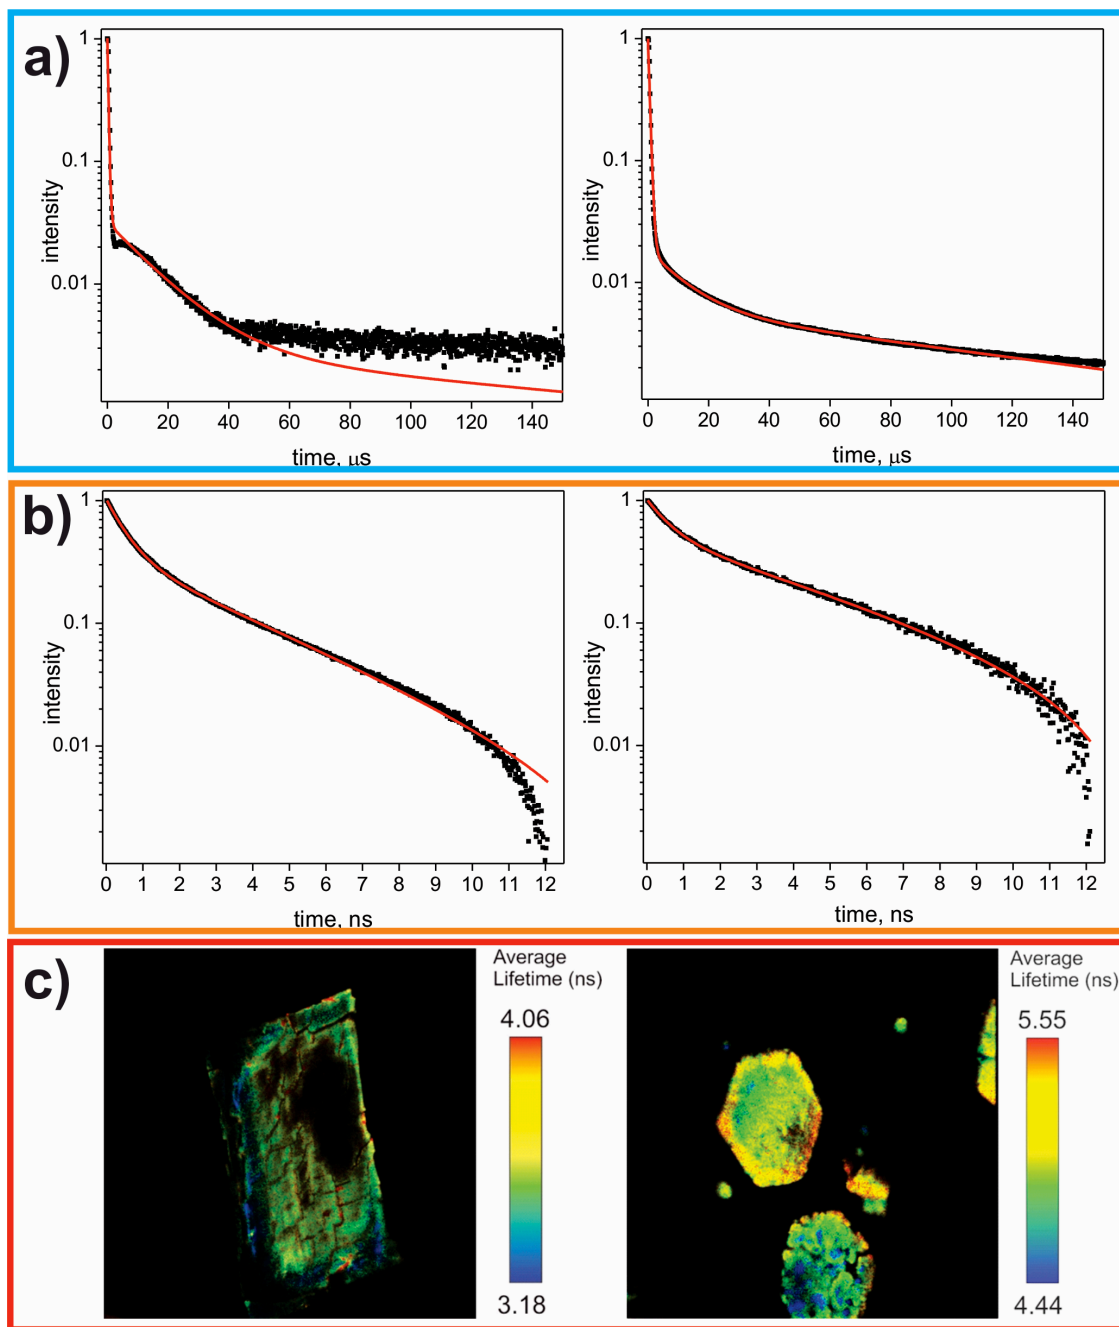 a)
1
0.1
0.01
intensity
0 20 40 60 80 100 120 140
time, μs
1
0.1
0.01
intensity
0 20 40 60 80 100 120 140
time, μs
b)
1
0.1
0.01
intensity
0 1 2 3 4 5 6 7 8 9 10 11 12
time, ns
1
0.1
0.01
intensity
0 1 2 3 4 5 6 7 8 9 10 11 12
time, ns
c)
Average
Lifetime (ns)
4.06
3.18
Average
Lifetime (ns)
5.55
4.44